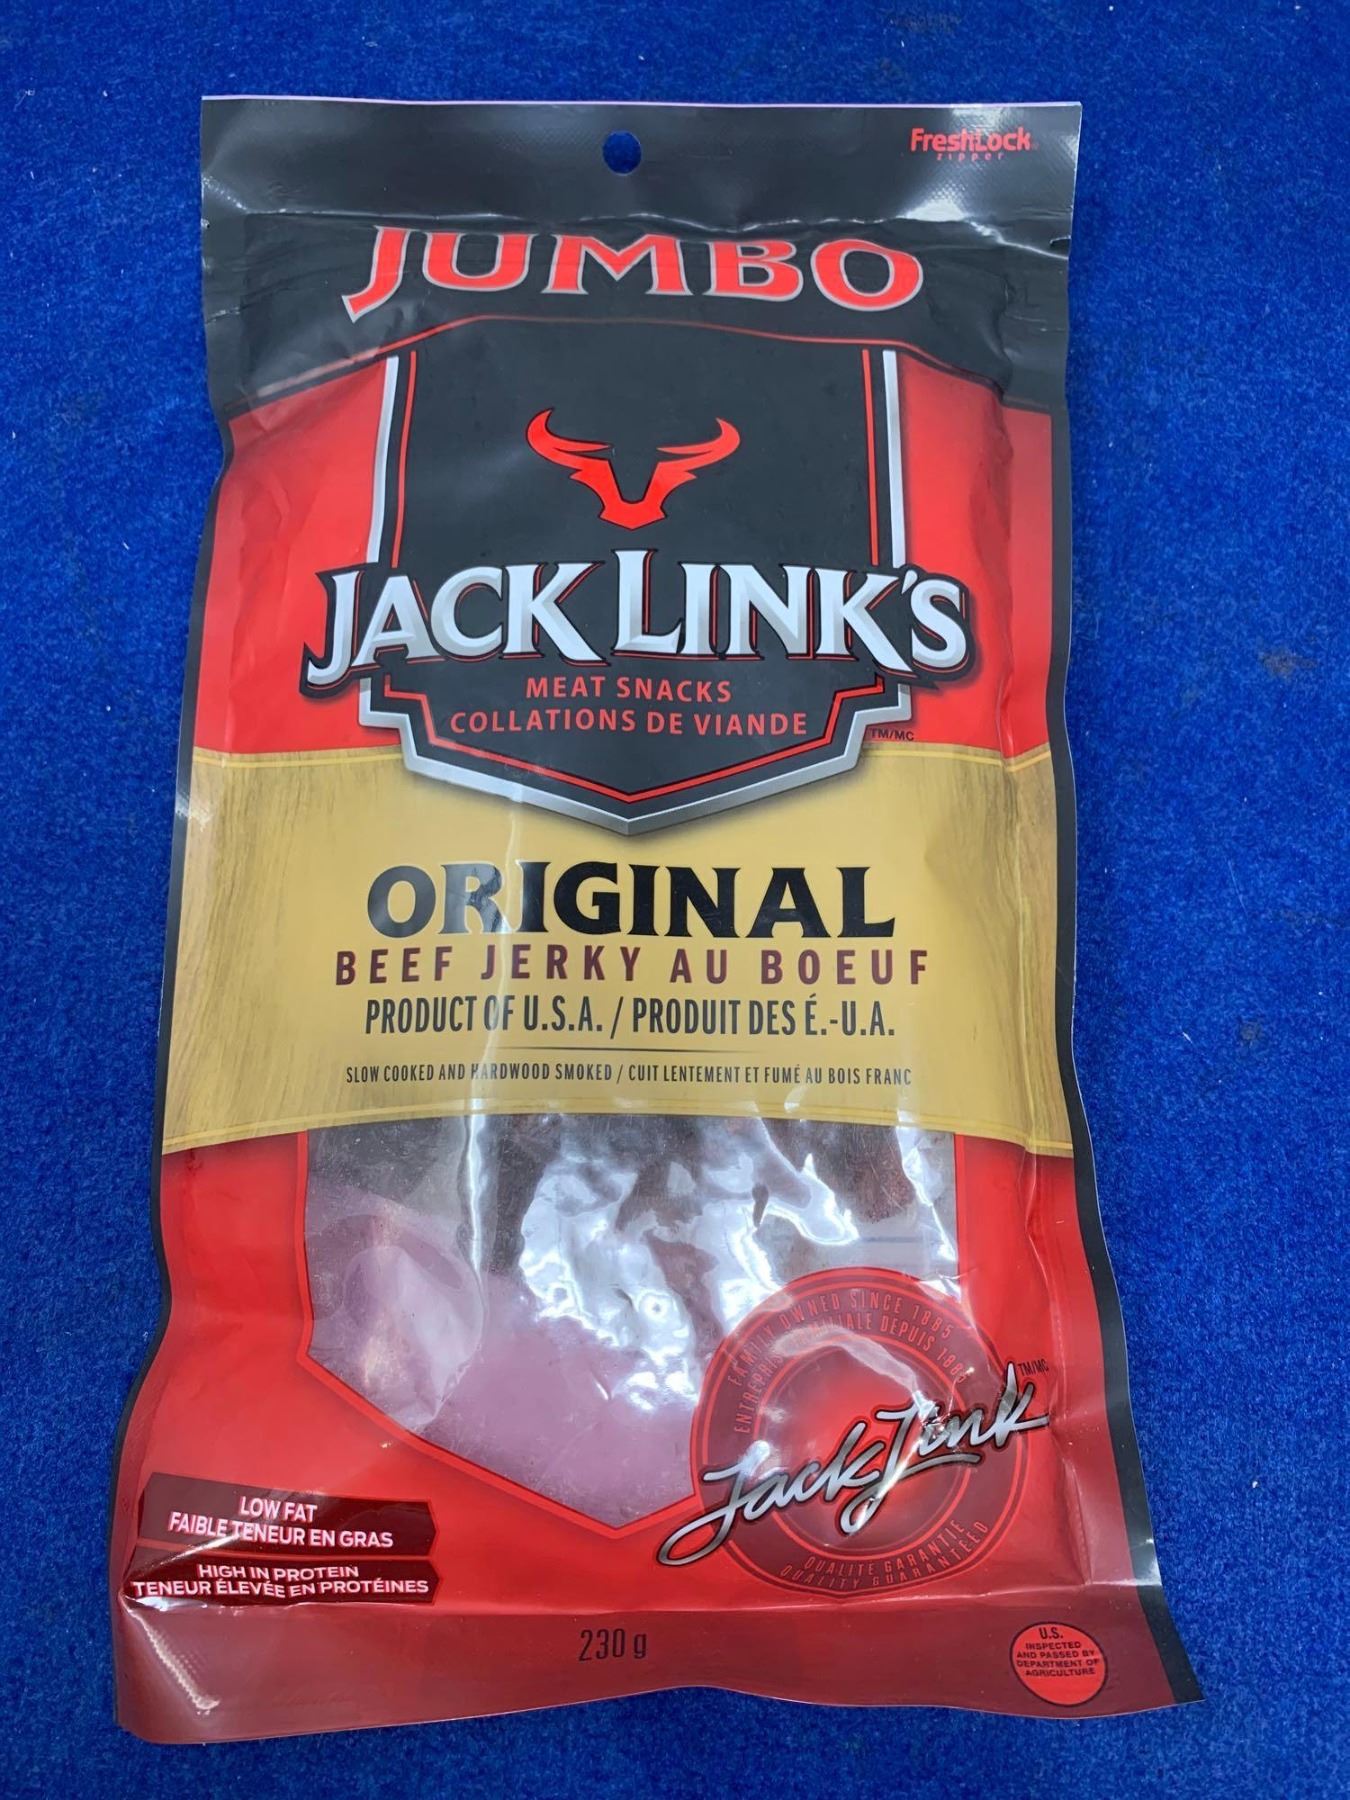 FreshLock
zipper
JUMBO
JACK LINK'S
MEAT SNACKS
COLLATIONS DE VIANDE
TM/MC
ORIGINAL
BEEF JERKY AU BOEUF
PRODUCT OF U.S.A. / PRODUIT DES É.-U.A.
SLOW COOKED AND HARDWOOD SMOKED / CUIT LENTEMENT ET FUMÉ AU BOIS FRANC
FAMILY OWNED SINCE 1885
ENTREPRISE FAMILIALE DEPUIS 1885
TM/MC
Jack Link
QUALITÉ GARANTIE
QUALITY GUARANTEED
LOW FAT
FAIBLE TENEUR EN GRAS
HIGH IN PROTEIN
TENEUR ÉLEVÉE EN PROTÉINES
230 g
U.S.
INSPECTED
AND PASSED BY
DEPARTMENT OF
AGRICULTURE